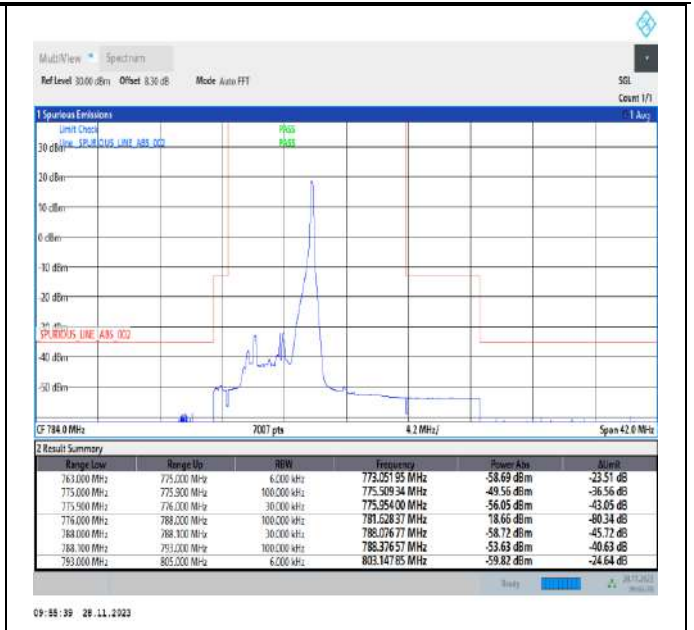 MultiView Spectrum
Ref Level 30.00 dBm Offset 8.30 dB Mode Auto FFT SGL
Count 1/1
1 Spurious Emissions 1 Avg
Limit Check PASS
Line SPURIOUS_LINE_ABS_002 PASS
30 dBm
20 dBm
10 dBm
0 dBm
-10 dBm
-20 dBm
SPURIOUS_LINE_ABS_002
-40 dBm
-50 dBm
CF 784.0 MHz 7007 pts 4.2 MHz/ Span 42.0 MHz
2 Result Summary
Range Low Range Up RBW Frequency Power Abs ΔLimit
763.000 MHz 775.000 MHz 6.000 kHz 773.05195 MHz -58.69 dBm -23.51 dB
775.000 MHz 775.900 MHz 100.000 kHz 775.50934 MHz -49.56 dBm -36.56 dB
775.900 MHz 776.000 MHz 30.000 kHz 775.95400 MHz -56.05 dBm -43.05 dB
776.000 MHz 788.000 MHz 100.000 kHz 781.62837 MHz 18.66 dBm -80.34 dB
788.000 MHz 788.100 MHz 30.000 kHz 788.07677 MHz -58.72 dBm -45.72 dB
788.100 MHz 793.000 MHz 100.000 kHz 788.37657 MHz -53.63 dBm -40.63 dB
793.000 MHz 805.000 MHz 6.000 kHz 803.14785 MHz -59.82 dBm -24.64 dB
Ready 28.11.2023
09:55:39 28.11.2023